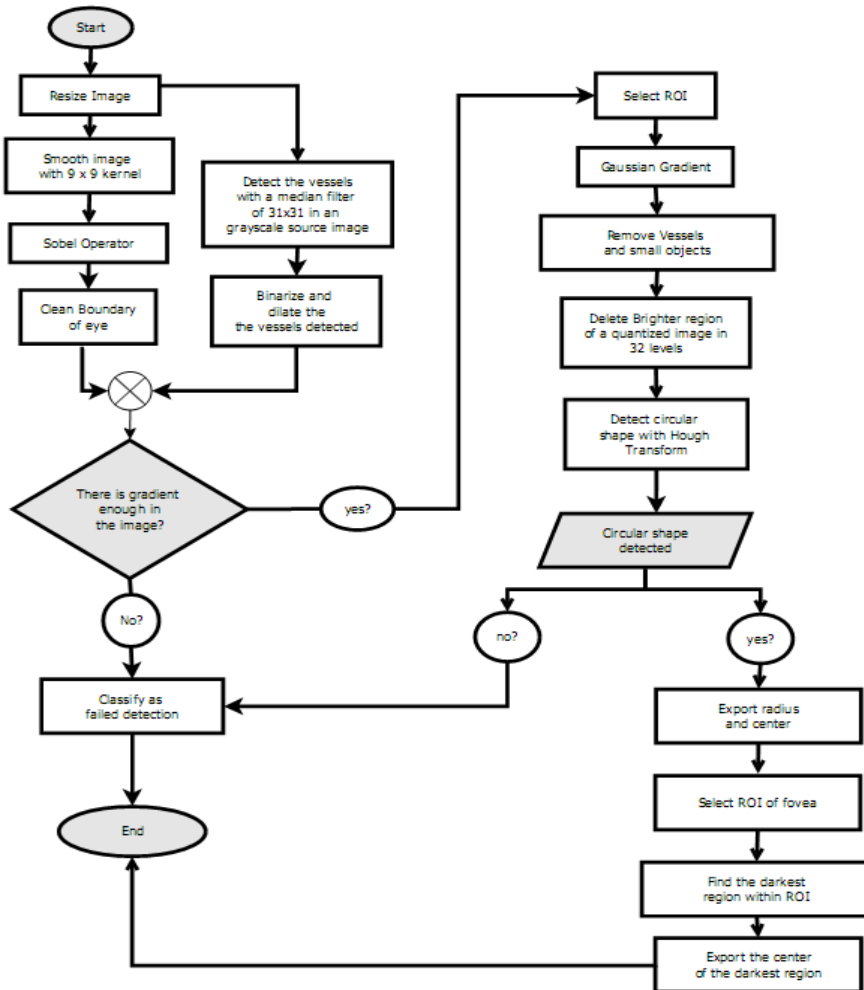 Start
Resize Image
Smooth image
with 9 x 9 kernel
Sobel Operator
Clean Boundary
of eye
Detect the vessels
with a median filter
of 31x31 in an
grayscale source image
Binarize and
dilate the
the vessels detected
There is gradient
enough in
the image?
yes?
No?
Classify as
failed detection
End
Select ROI
Gaussian Gradient
Remove Vessels
and small objects
Delete Brighter region
of a quantized image in
32 levels
Detect circular
shape with Hough
Transform
Circular shape
detected
no?
yes?
Export radius
and center
Select ROI of fovea
Find the darkest
region within ROI
Export the center
of the darkest region